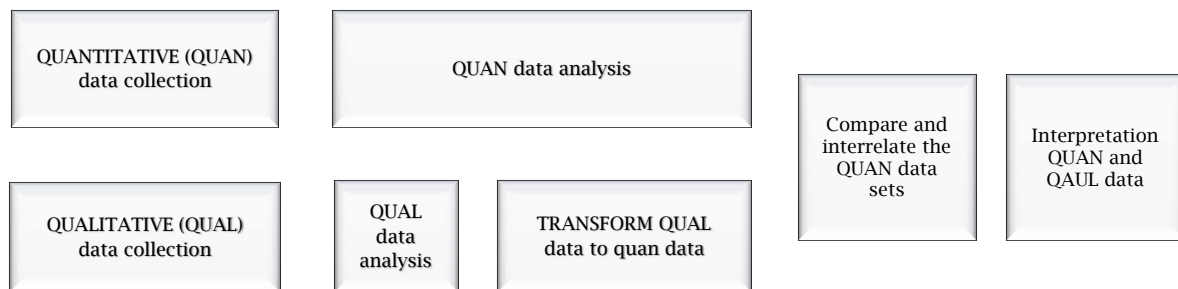 QUANTITATIVE (QUAN)
data collection
QUAN data analysis
Compare and
interrelate the
QUAN data
sets
Interpretation
QUAN and
QAUL data
QUALITATIVE (QUAL)
data collection
QUAL
data
analysis
TRANSFORM QUAL
data to quan data